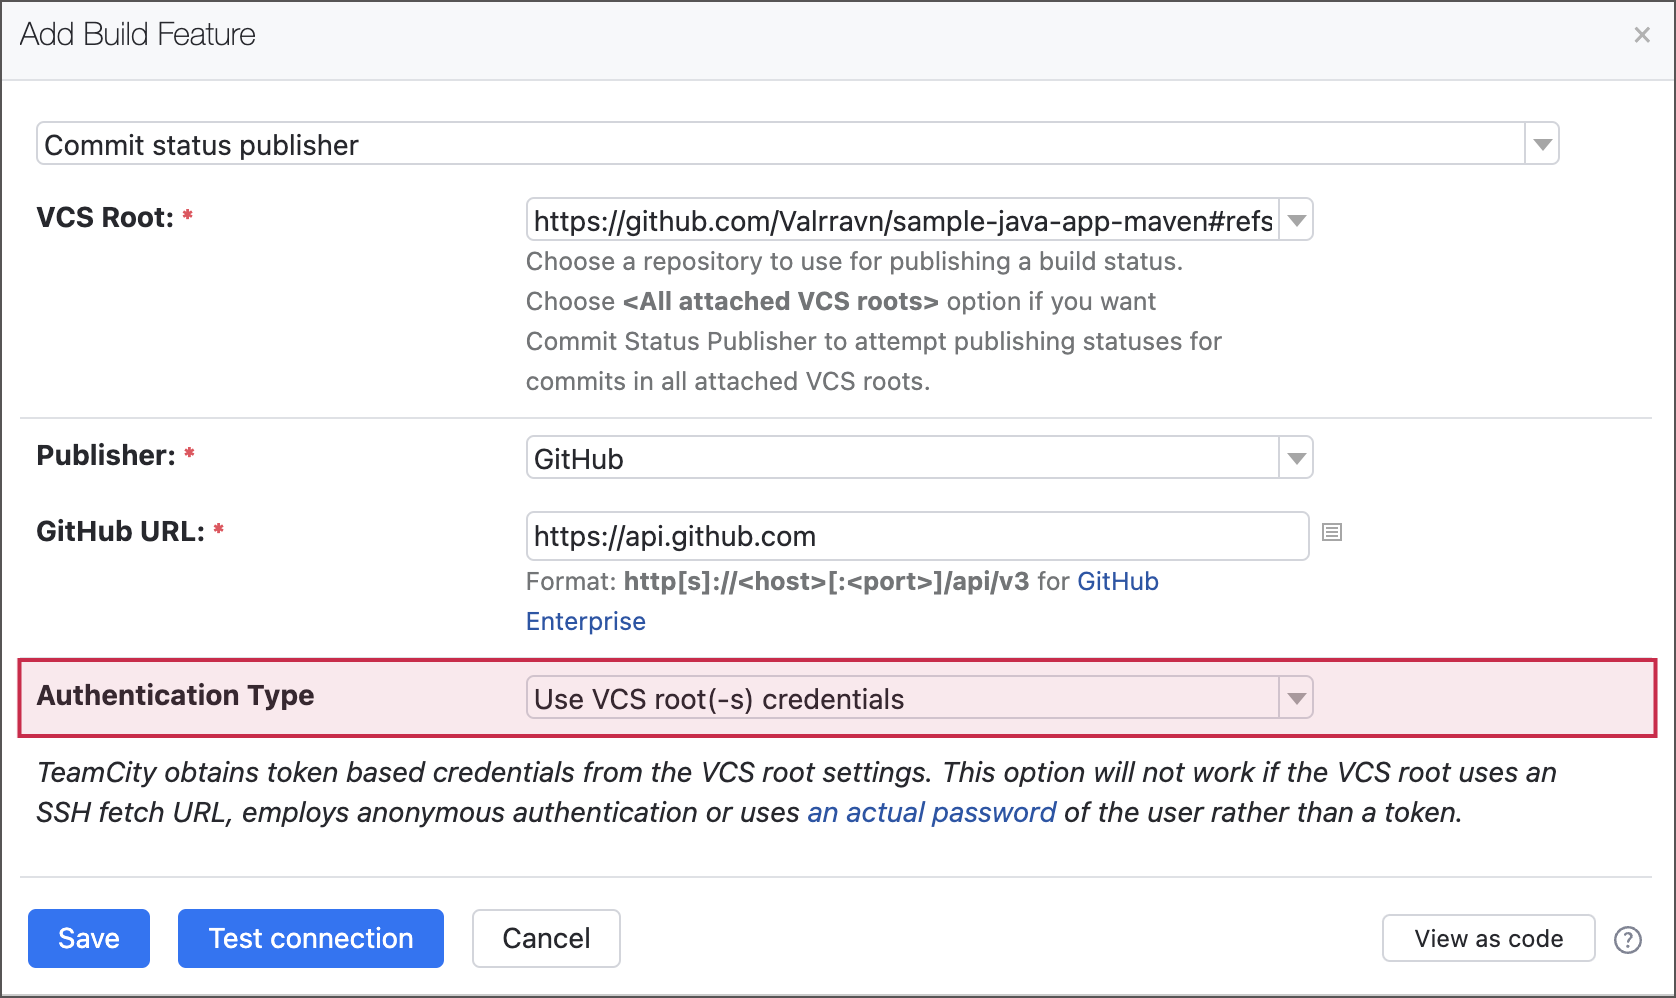 Add Build Feature
Commit status publisher
VCS Root: *
https://github.com/Valrravn/sample-java-app-maven#refs
Choose a repository to use for publishing a build status.
Choose <All attached VCS roots> option if you want
Commit Status Publisher to attempt publishing statuses for
commits in all attached VCS roots.
Publisher: *
GitHub
GitHub URL: *
https://api.github.com
Format: http[s]://<host>[:<port>]/api/v3 for GitHub
Enterprise
Authentication Type
Use VCS root(-s) credentials
TeamCity obtains token based credentials from the VCS root settings. This option will not work if the VCS root uses an
SSH fetch URL, employs anonymous authentication or uses an actual password of the user rather than a token.
Save
Test connection
Cancel
View as code
?